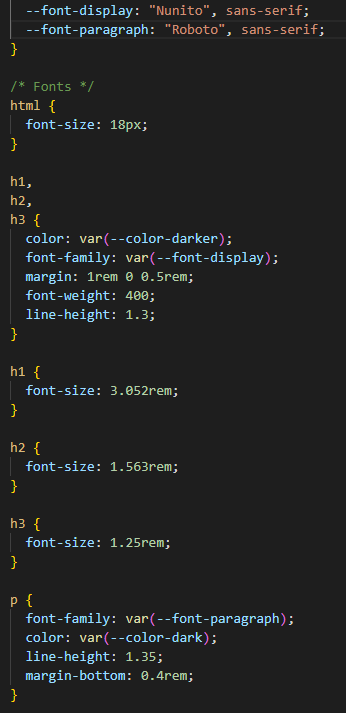 --font-display: "Nunito", sans-serif;
--font-paragraph: "Roboto", sans-serif;
}
/* Fonts */
html {
font-size: 18px;
}
h1,
h2,
h3 {
color: var(--color-darker);
font-family: var(--font-display);
margin: 1rem 0 0.5rem;
font-weight: 400;
line-height: 1.3;
}
h1 {
font-size: 3.052rem;
}
h2 {
font-size: 1.563rem;
}
h3 {
font-size: 1.25rem;
}
p {
font-family: var(--font-paragraph);
color: var(--color-dark);
line-height: 1.35;
margin-bottom: 0.4rem;
}